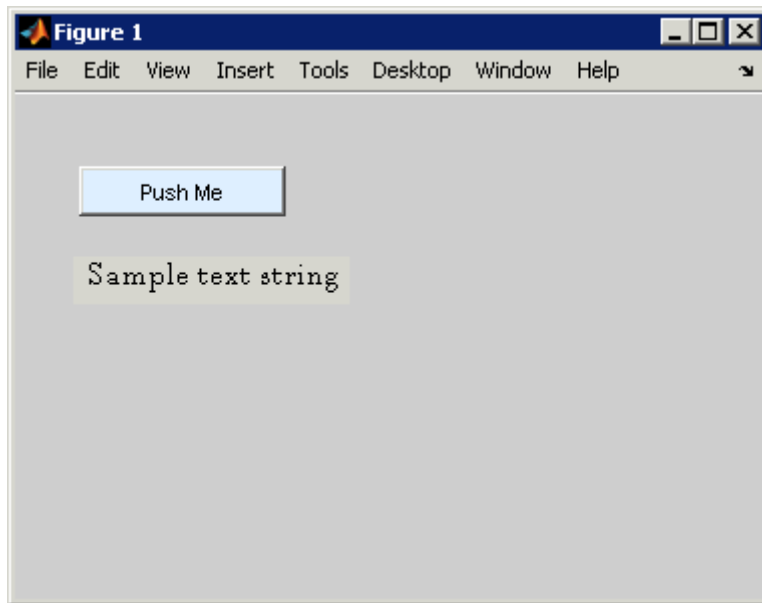 Figure 1
File Edit View Insert Tools Desktop Window Help
Push Me
Sample text string